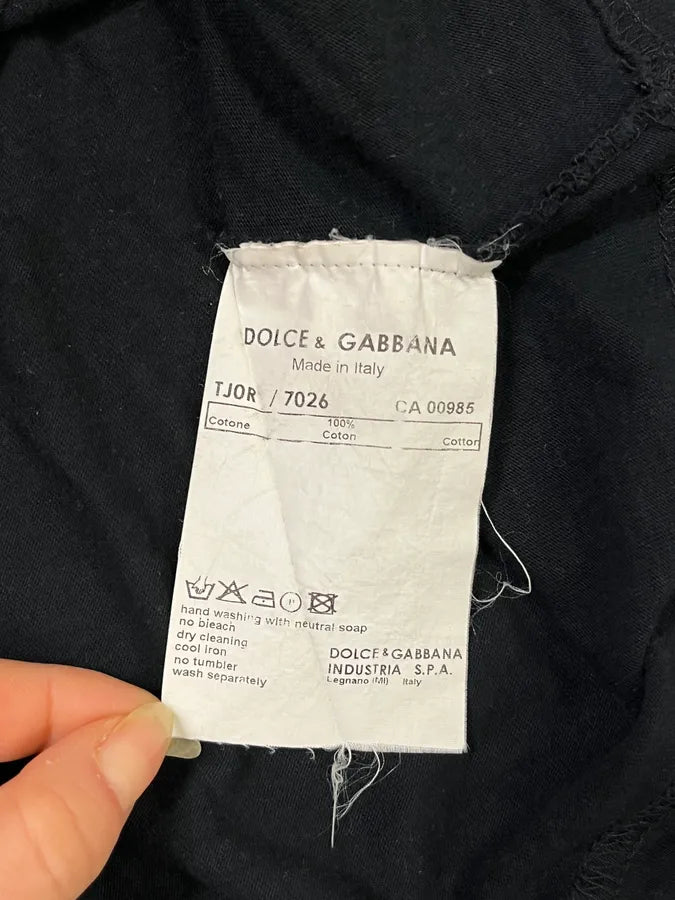 DOLCE & GABBANA
Made in Italy
TJOR / 7026 CA 00985
100%
Cotone Coton Cotton
hand washing with neutral soap
no bleach
dry cleaning
cool iron
no tumbler
wash separately
DOLCE & GABBANA
INDUSTRIA S.P.A.
Legnano (MI) Italy